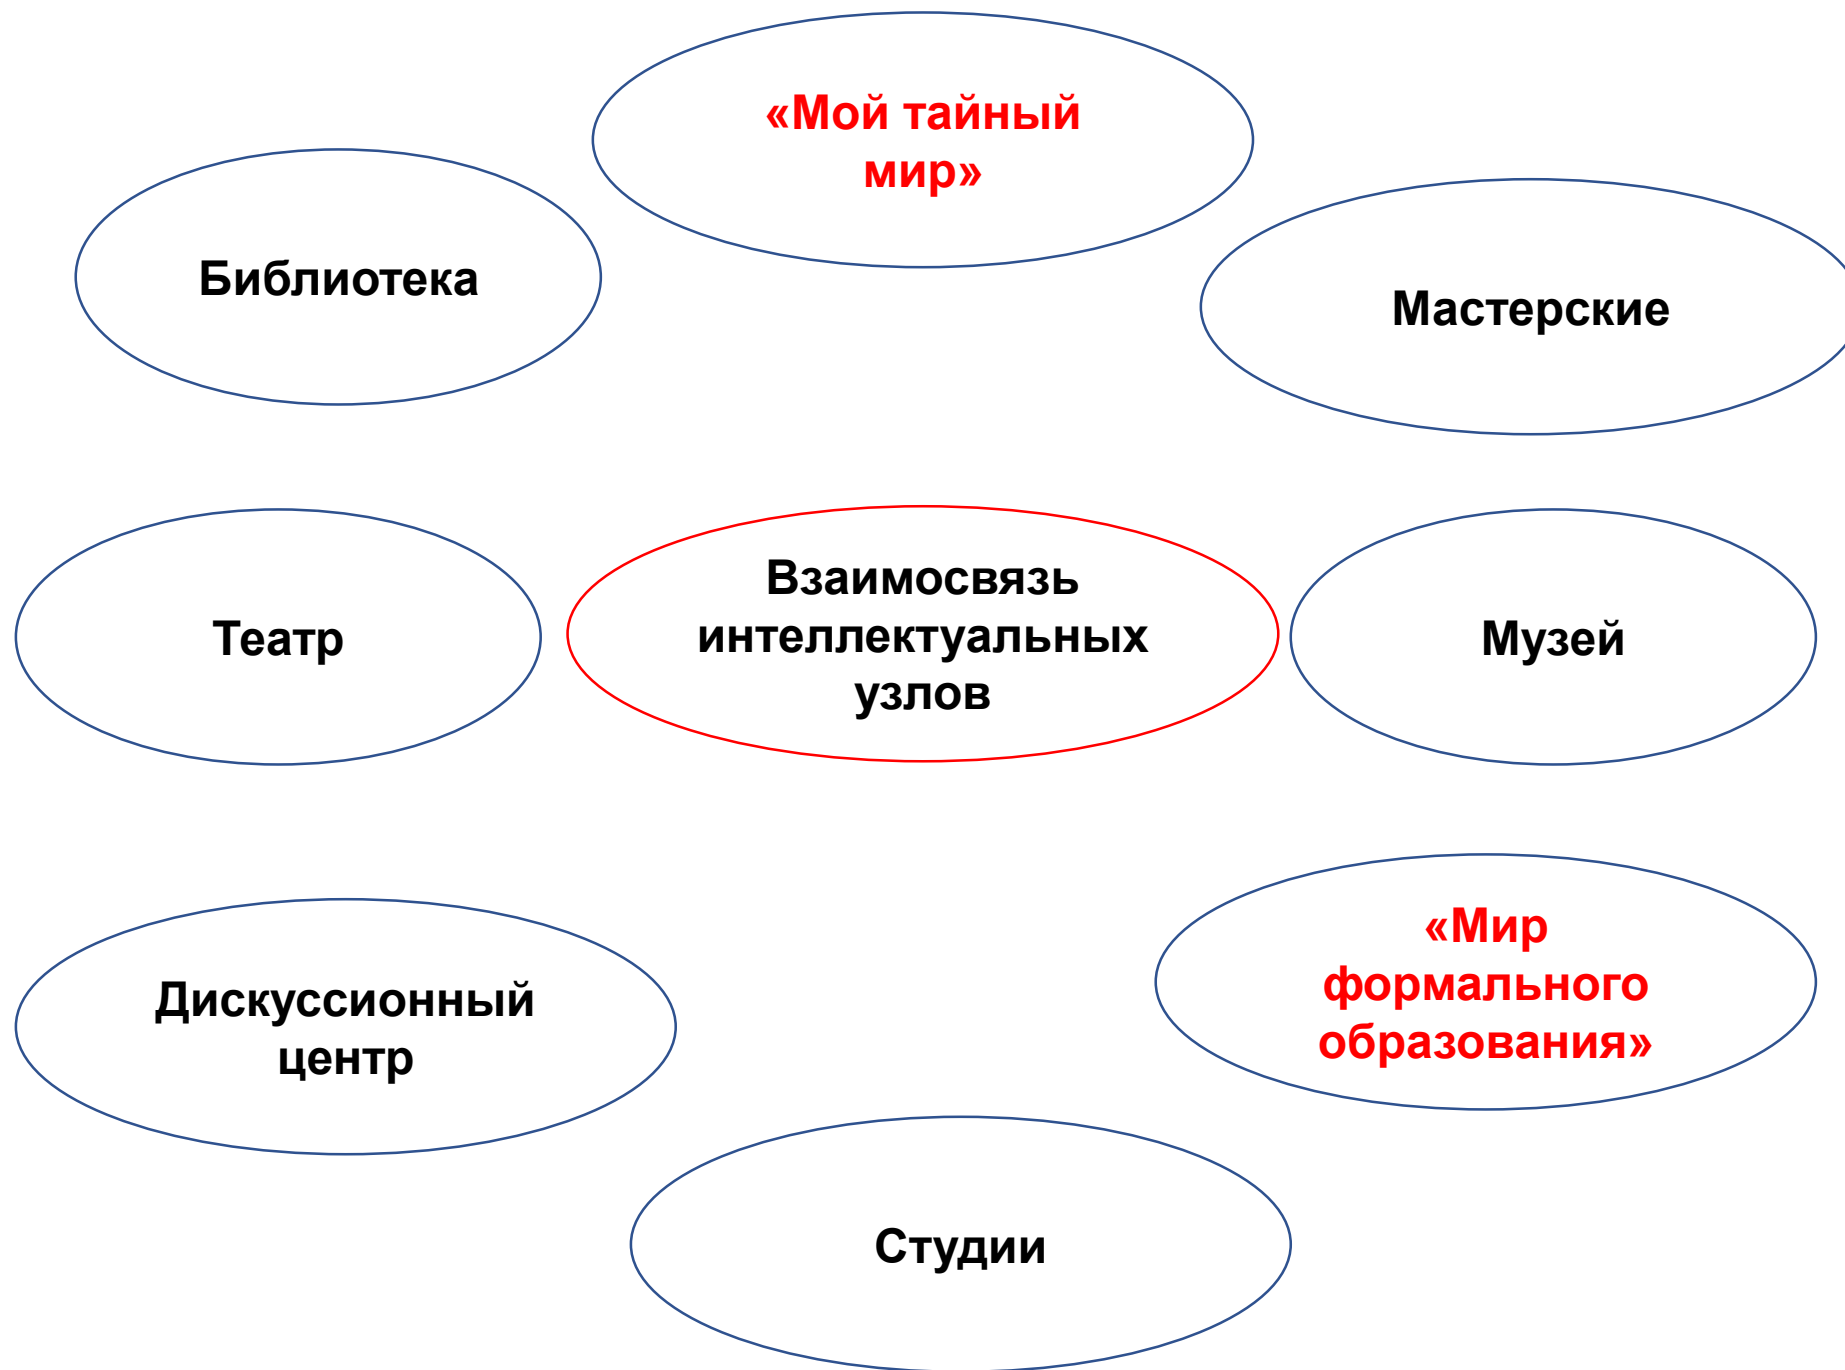 «Мой тайный
мир»
Библиотека
Мастерские
Театр
Взаимосвязь
интеллектуальных
узлов
Музей
«Мир
формального
образования»
Дискуссионный
центр
Студии